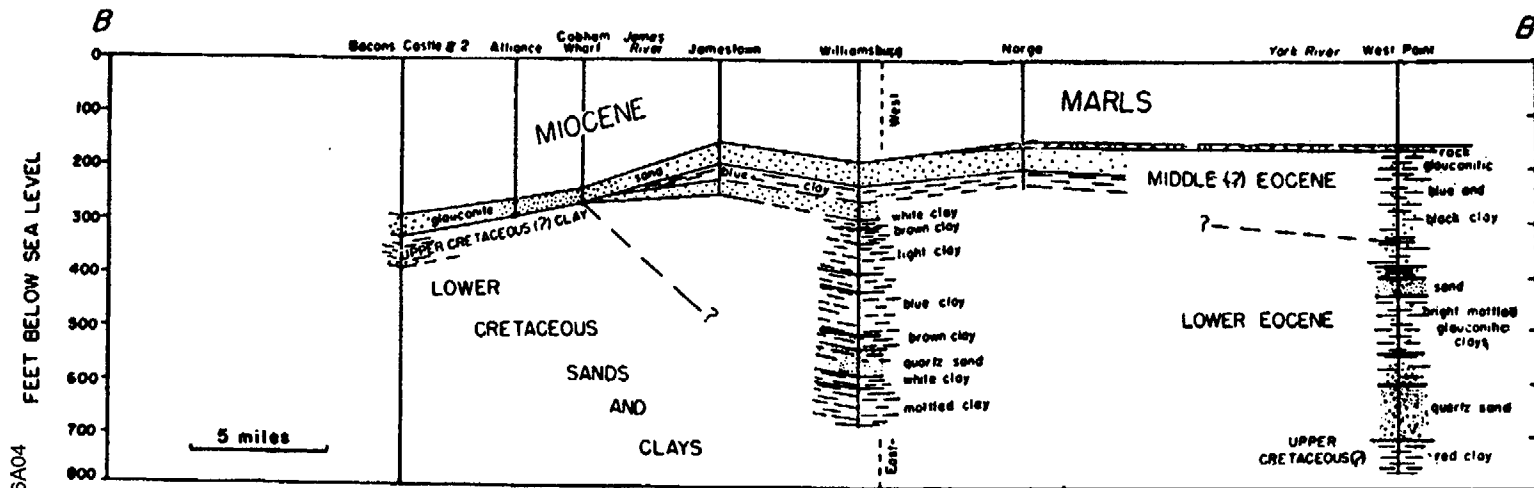 B
B
Bacons Castle & 2
Alliance
Cobham
Wharf
James
River
Jamestown
Williamsburg
Norge
York River
West Point
FEET BELOW SEA LEVEL
0
100
200
300
400
500
600
700
800
MIOCENE
MARLS
West
East
sand
blue clay
glauconite
UPPER CRETACEOUS (?) CLAY
LOWER
CRETACEOUS
SANDS
AND
CLAYS
?
white clay
brown clay
light clay
blue clay
brown clay
quartz sand
white clay
mottled clay
MIDDLE (?) EOCENE
?
LOWER EOCENE
rock
glauconitic
blue and
black clay
sand
bright mottled
glauconitic
clays
quartz sand
UPPER
CRETACEOUS(?)
red clay
5 miles